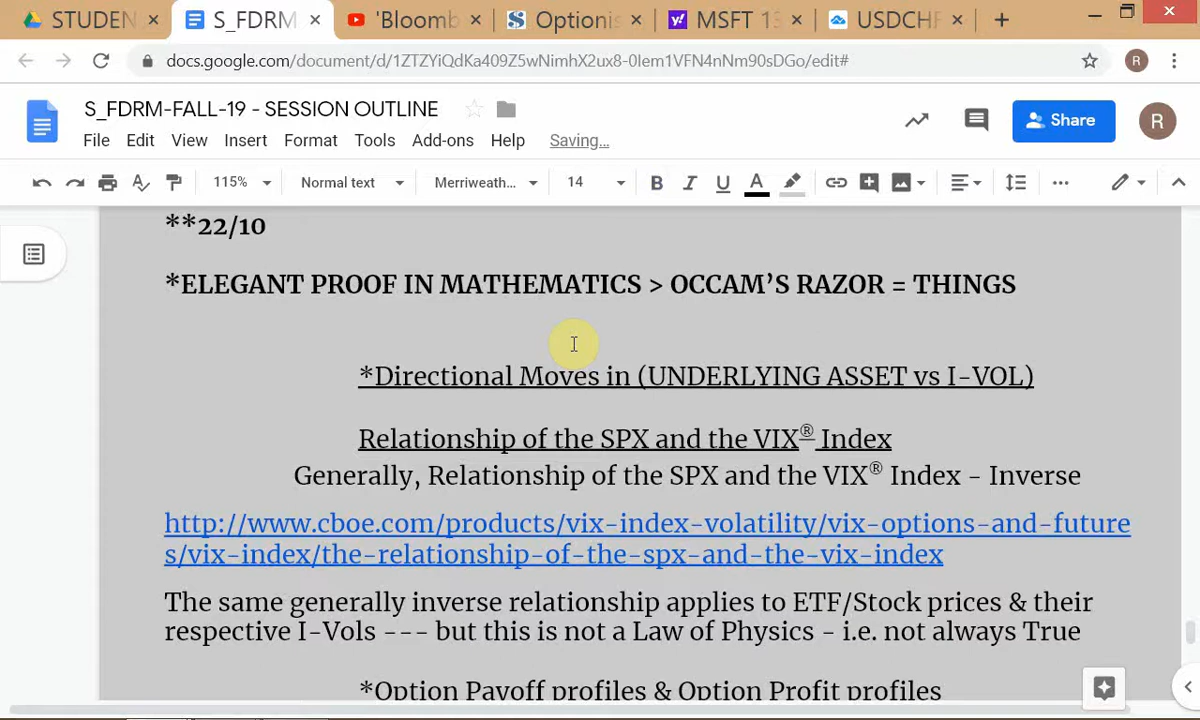 STUDEN
S_FDRM
'Bloomb
Optionis
MSFT 13
USDCHF
docs.google.com/document/d/1ZTZYiQdKa409Z5wNimhX2ux8-0lem1VFN4nNm90sDGo/edit#
R
S_FDRM-FALL-19 - SESSION OUTLINE
File Edit View Insert Format Tools Add-ons Help Saving...
Share
R
115% Normal text Merriweath... 14 B I U A
**22/10
*ELEGANT PROOF IN MATHEMATICS > OCCAM'S RAZOR = THINGS
*Directional Moves in (UNDERLYING ASSET vs I-VOL)
Relationship of the SPX and the VIX® Index
Generally, Relationship of the SPX and the VIX® Index - Inverse
http://www.cboe.com/products/vix-index-volatility/vix-options-and-future
s/vix-index/the-relationship-of-the-spx-and-the-vix-index
The same generally inverse relationship applies to ETF/Stock prices & their
respective I-Vols --- but this is not a Law of Physics - i.e. not always True
*Option Payoff profiles & Option Profit profiles